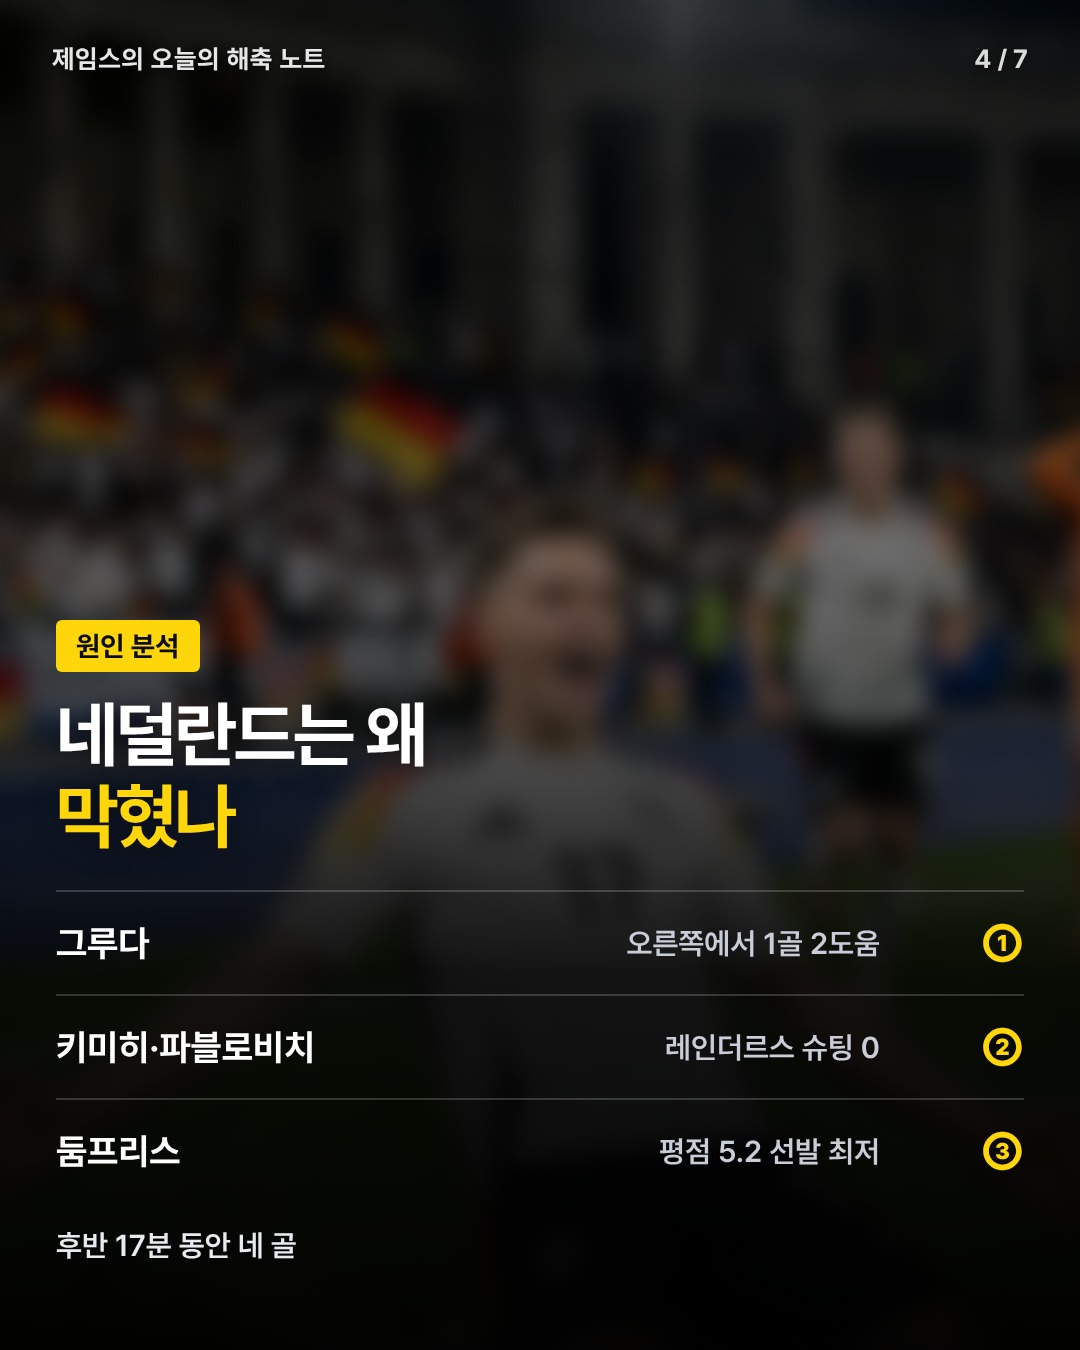 제임스의 오늘의 해축 노트
4 / 7
원인 분석
네덜란드는 왜
막혔나
그루다 오른쪽에서 1골 2도움 1
키미히·파블로비치 레인더르스 슈팅 0 2
둠프리스 평점 5.2 선발 최저 3
후반 17분 동안 네 골